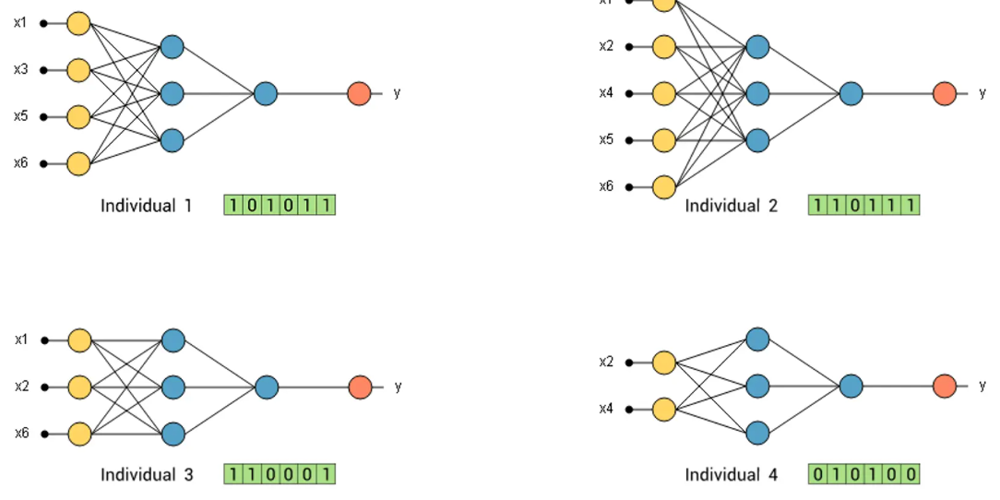 x1
x3
x5
x6
y
Individual 1 1 0 1 0 1 1
x1
x2
x4
x5
x6
y
Individual 2 1 1 0 1 1 1
x1
x2
x6
y
Individual 3 1 1 0 0 0 1
x2
x4
y
Individual 4 0 1 0 1 0 0